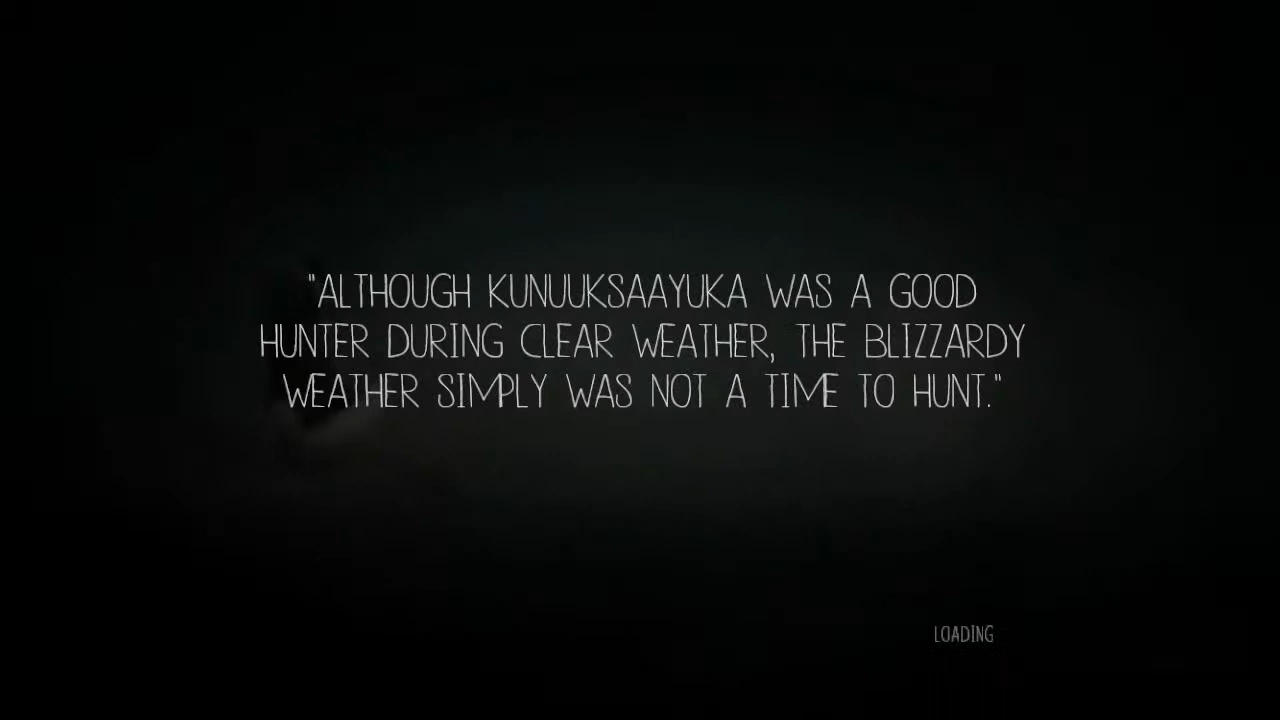 "ALTHOUGH KUNUUKSAAYUKA WAS A GOOD
HUNTER DURING CLEAR WEATHER, THE BLIZZARDY
WEATHER SIMPLY WAS NOT A TIME TO HUNT."
LOADING